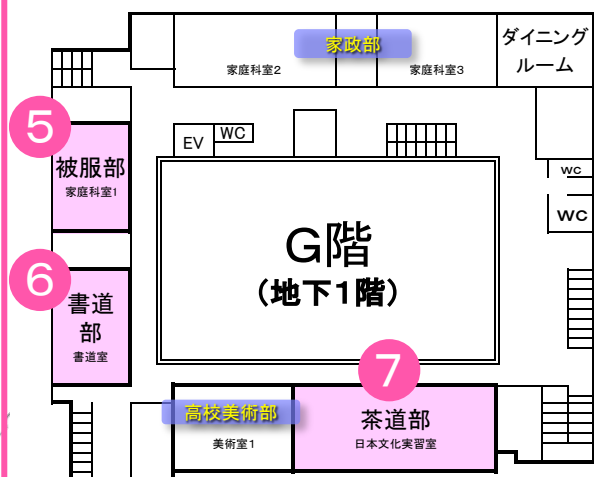 家政部
家庭科室2
家庭科室3
ダイニング
ルーム
5
被服部
家庭科室1
EV
WC
WC
WC
G階
(地下1階)
6
書道
部
書道室
7
高校美術部
美術室1
茶道部
日本文化実習室